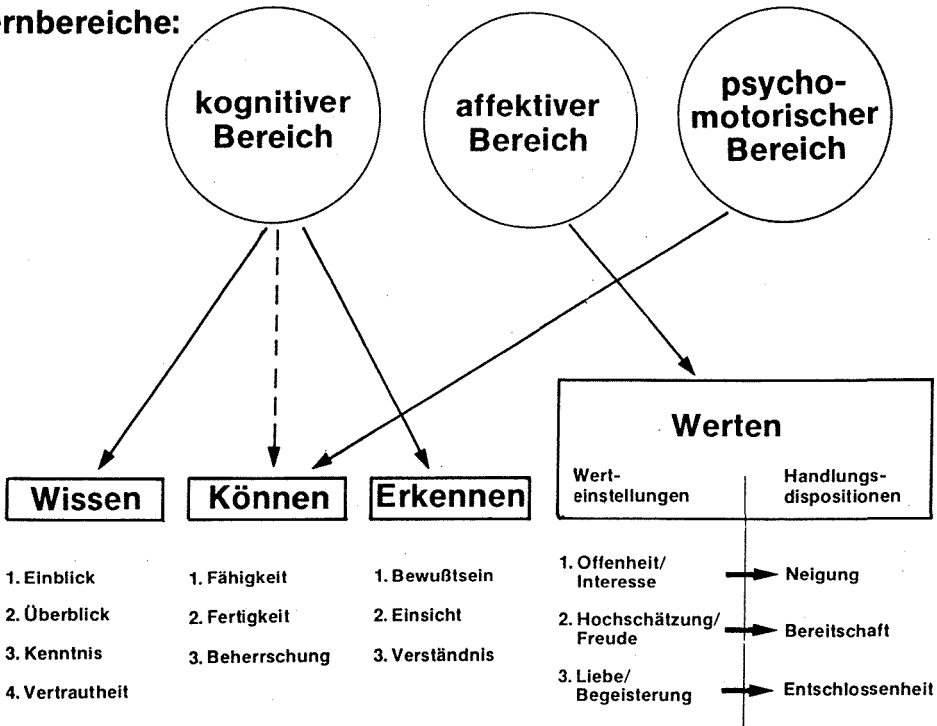 rnbereiche:
kognitiver
Bereich
affektiver
Bereich
psycho-
motorischer
Bereich
Wissen
1. Einblick
2. Überblick
3. Kenntnis
4. Vertrautheit
Können
1. Fähigkeit
2. Fertigkeit
3. Beherrschung
Erkennen
1. Bewußtsein
2. Einsicht
3. Verständnis
Werten
Wert-
einstellungen
Handlungs-
dispositionen
1. Offenheit/
Interesse
Neigung
2. Hochschätzung/
Freude
Bereitschaft
3. Liebe/
Begeisterung
Entschlossenheit